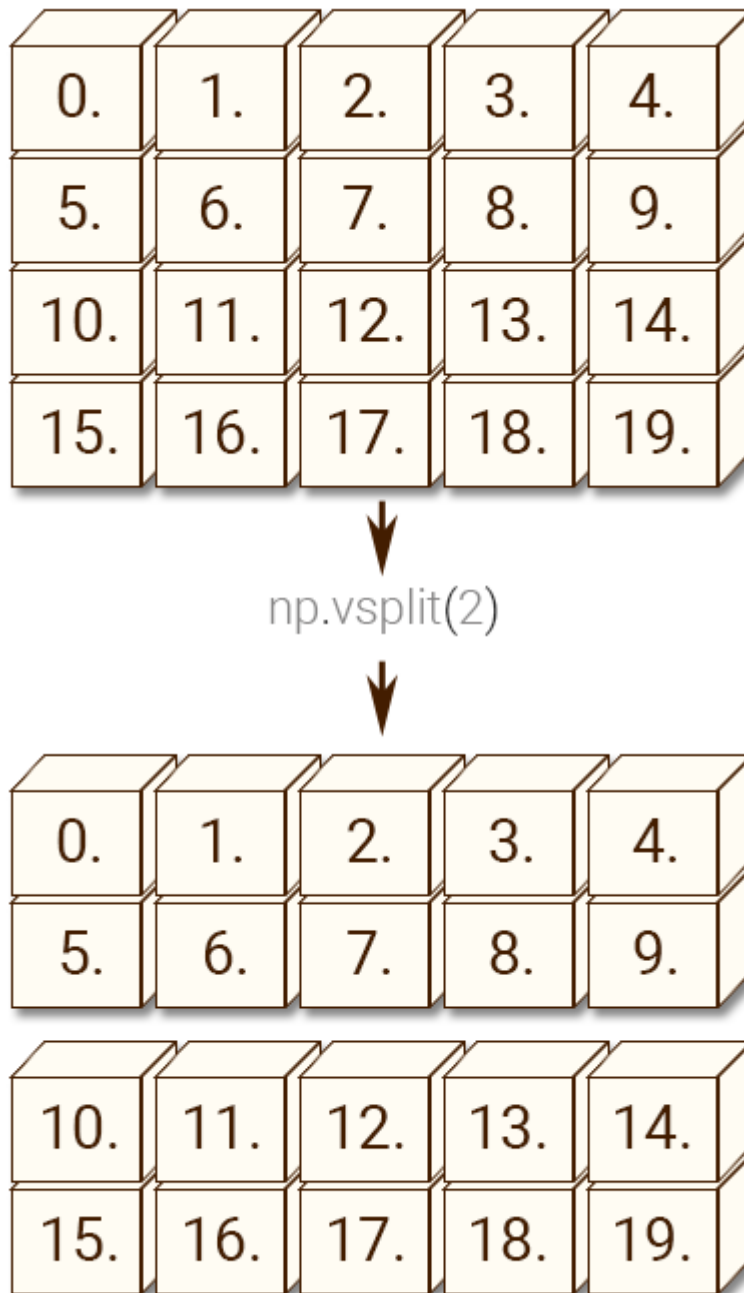 0. 1. 2. 3. 4.
5. 6. 7. 8. 9.
10. 11. 12. 13. 14.
15. 16. 17. 18. 19.
np.vsplit(2)
0. 1. 2. 3. 4.
5. 6. 7. 8. 9.
10. 11. 12. 13. 14.
15. 16. 17. 18. 19.